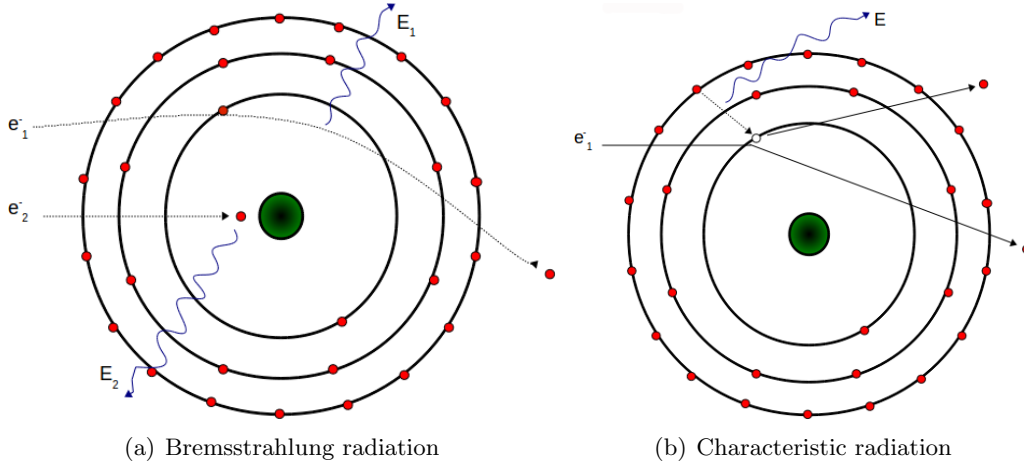 E₁
E
e⁻₁
e⁻₁
e⁻₂
E₂
(a) Bremsstrahlung radiation
(b) Characteristic radiation